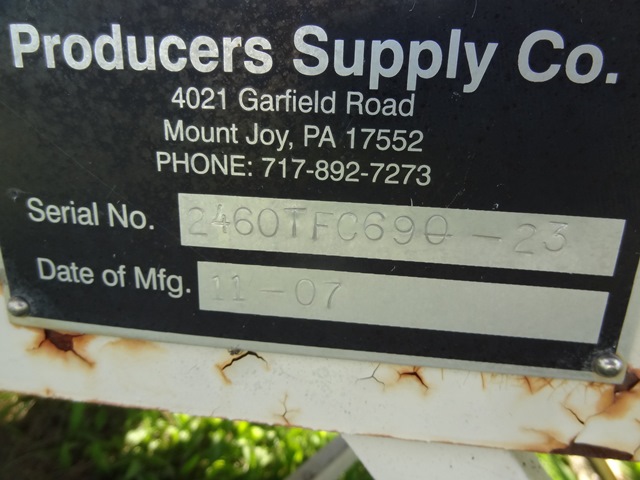 Producers Supply Co.
4021 Garfield Road
Mount Joy, PA 17552
PHONE: 717-892-7273
Serial No. 2460TFC690-23
Date of Mfg. 11-07